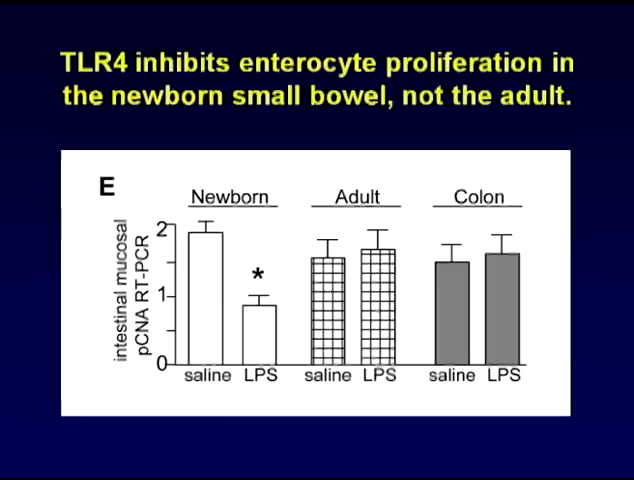 TLR4 inhibits enterocyte proliferation in
the newborn small bowel, not the adult.
E
Newborn Adult Colon
intestinal mucosal
pCNA RT-PCR
2
1
0
*
saline LPS saline LPS saline LPS